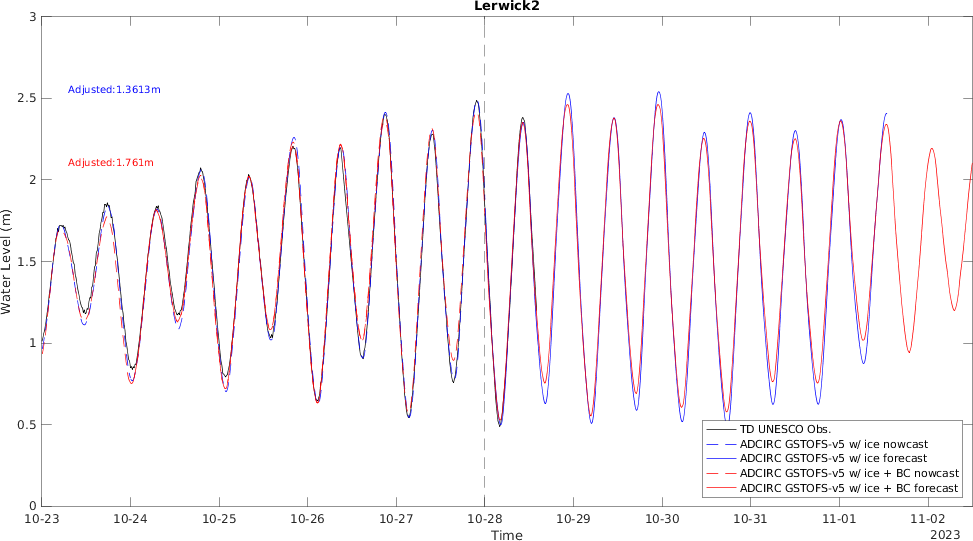 Lerwick2
3
2.5
2
1.5
1
0.5
0
Water Level (m)
Adjusted:1.3613m
Adjusted:1.761m
TD UNESCO Obs.
ADCIRC GSTOFS-v5 w/ ice nowcast
ADCIRC GSTOFS-v5 w/ ice forecast
ADCIRC GSTOFS-v5 w/ ice + BC nowcast
ADCIRC GSTOFS-v5 w/ ice + BC forecast
10-23 10-24 10-25 10-26 10-27 10-28 10-29 10-30 10-31 11-01 11-02
Time
2023